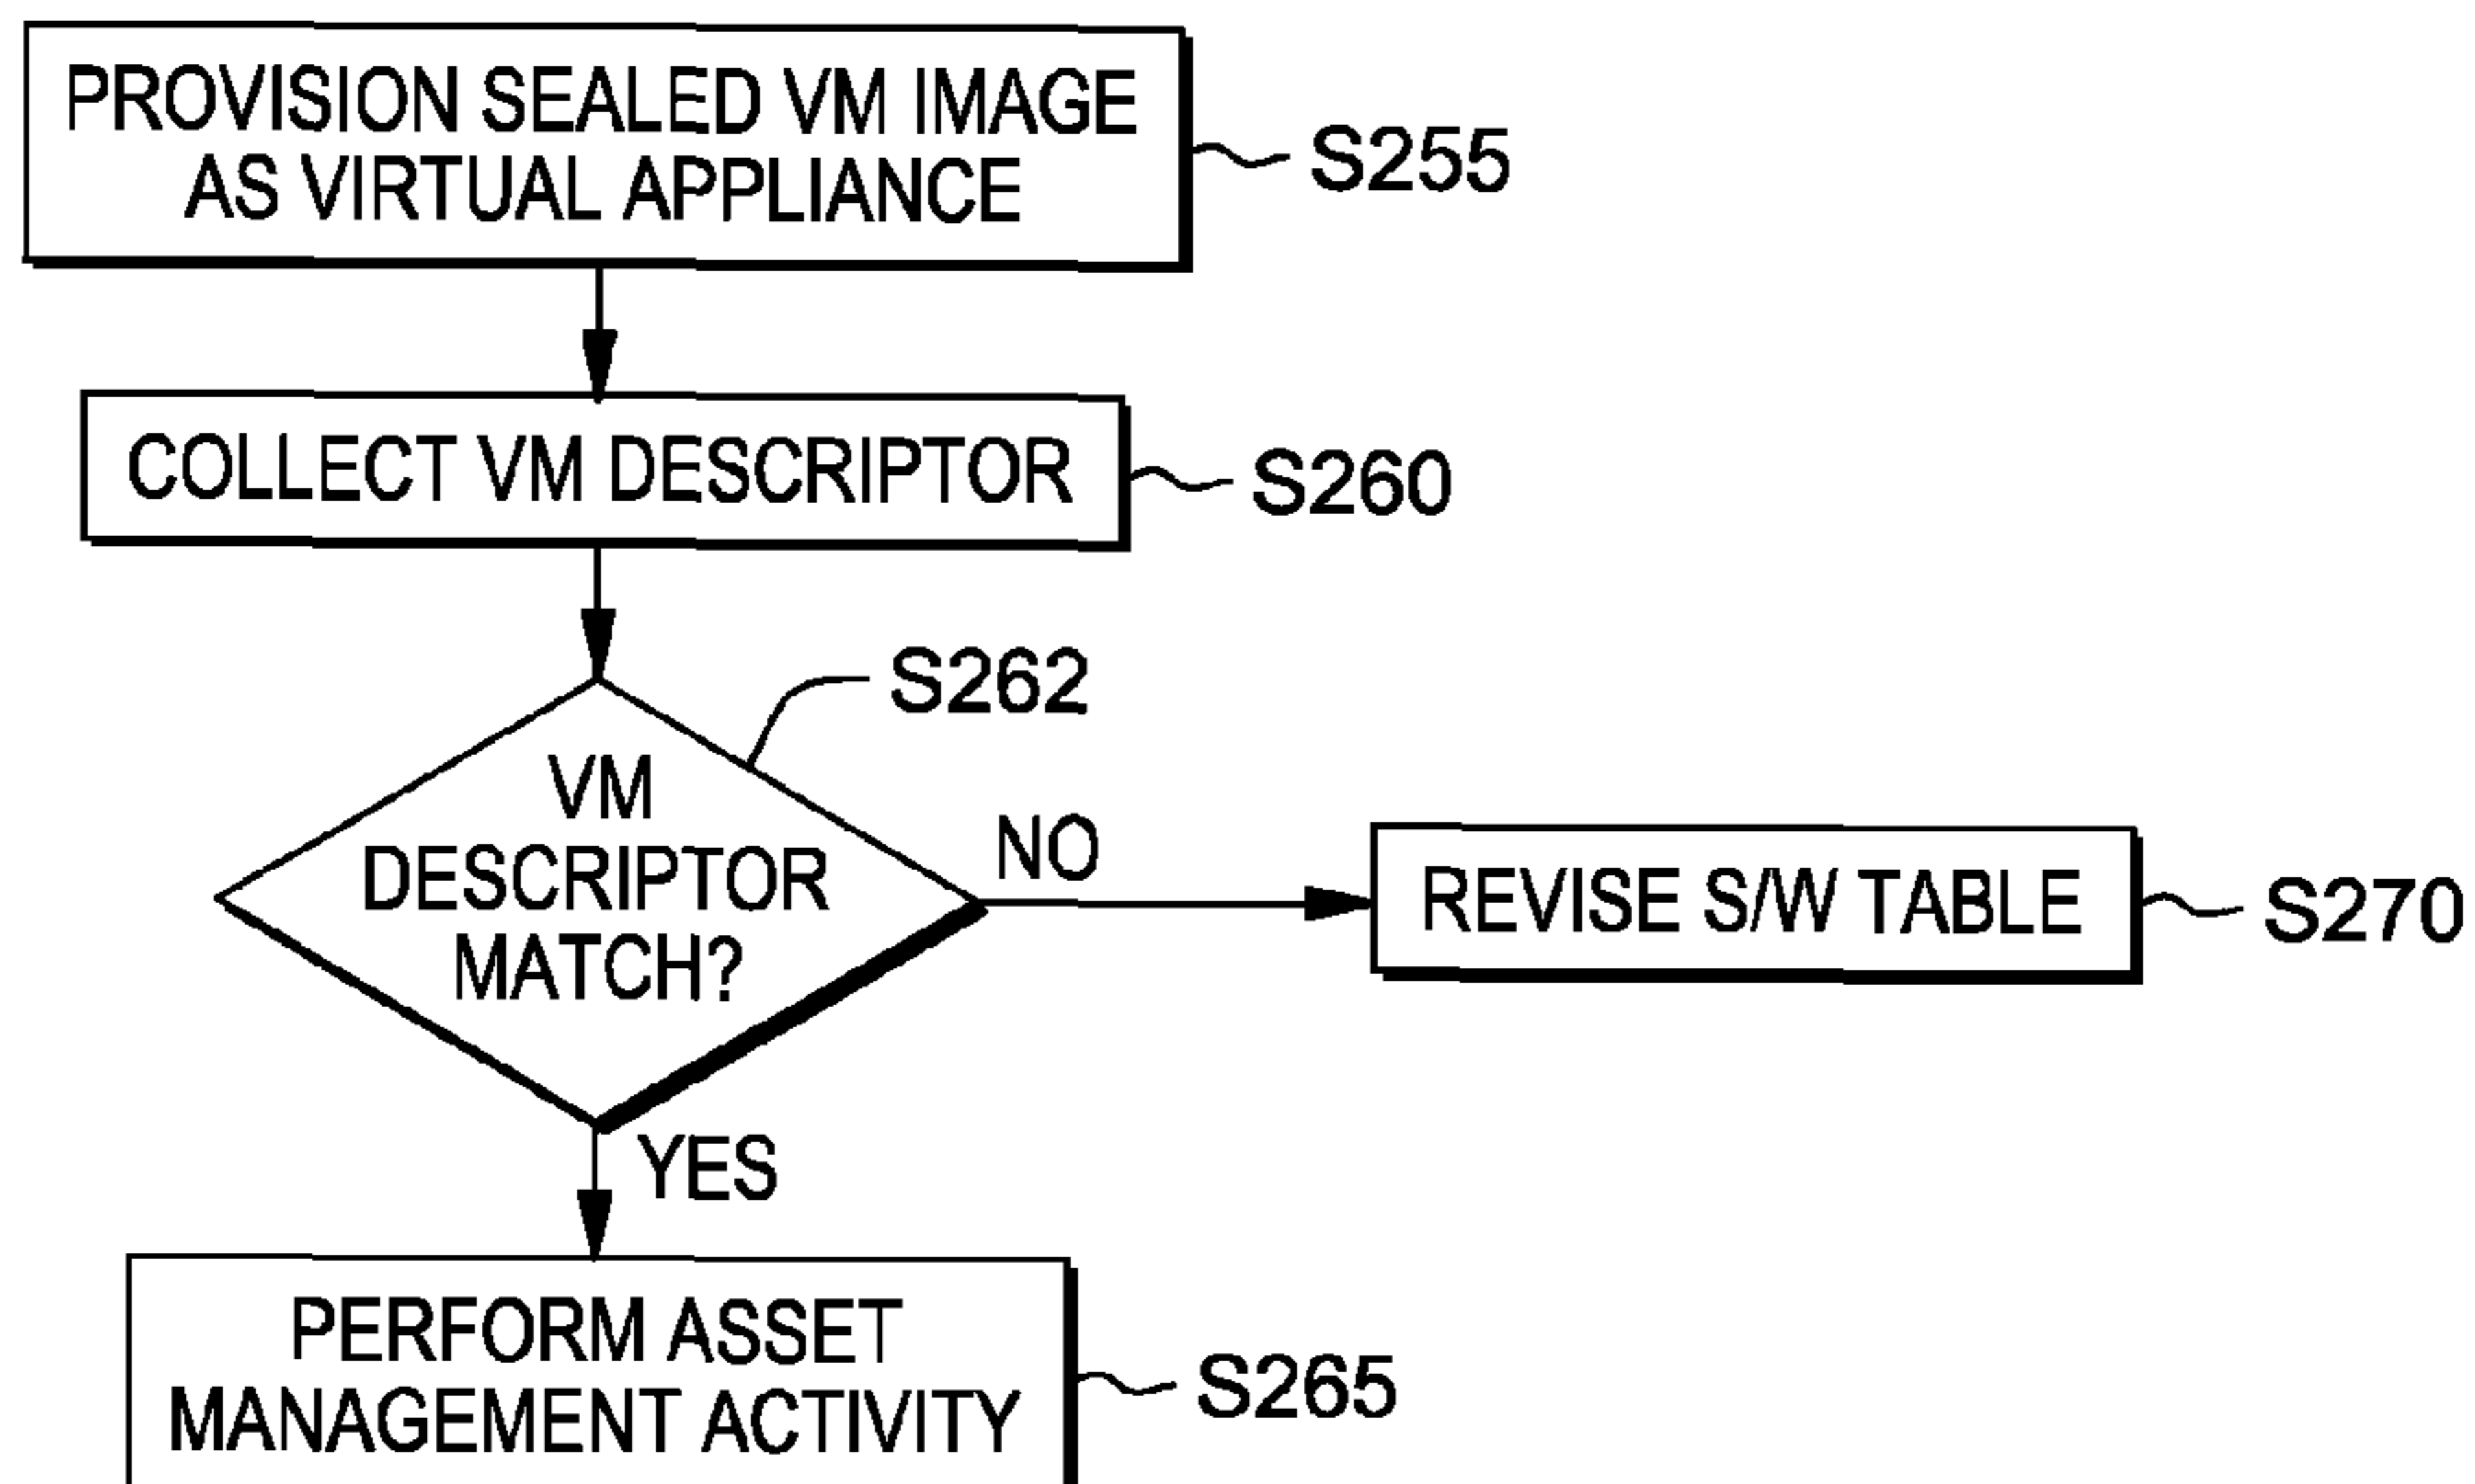 PROVISION SEALED VM IMAGE
AS VIRTUAL APPLIANCE
S255
COLLECT VM DESCRIPTOR
S260
S262
VM
DESCRIPTOR
MATCH?
NO
REVISE S/W TABLE
S270
YES
PERFORM ASSET
MANAGEMENT ACTIVITY
S265